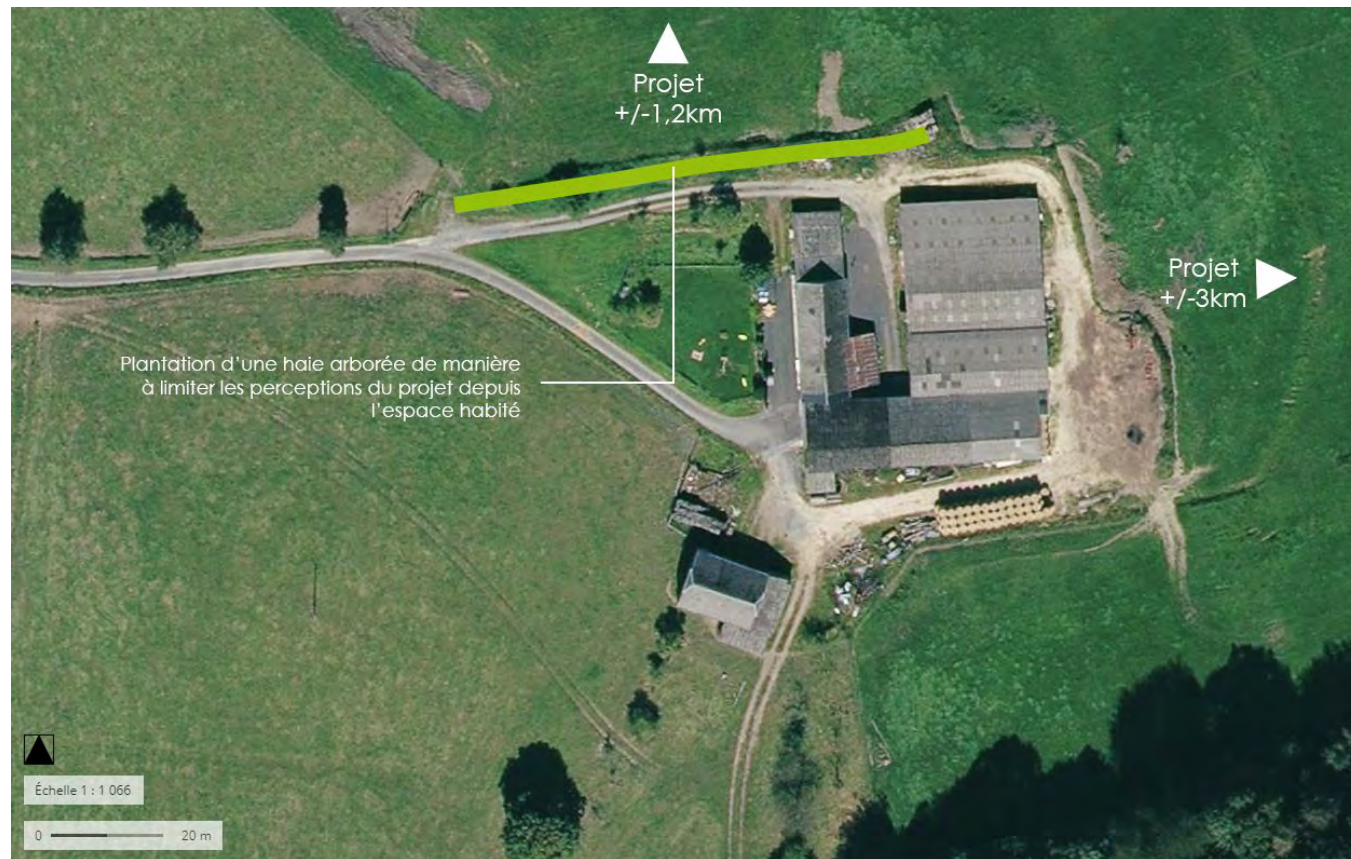 Projet
+/-1,2km
Projet
+/-3km
Plantation d’une haie arborée de manière
à limiter les perceptions du projet depuis
l’espace habité
Échelle 1 : 1 066
0 20 m